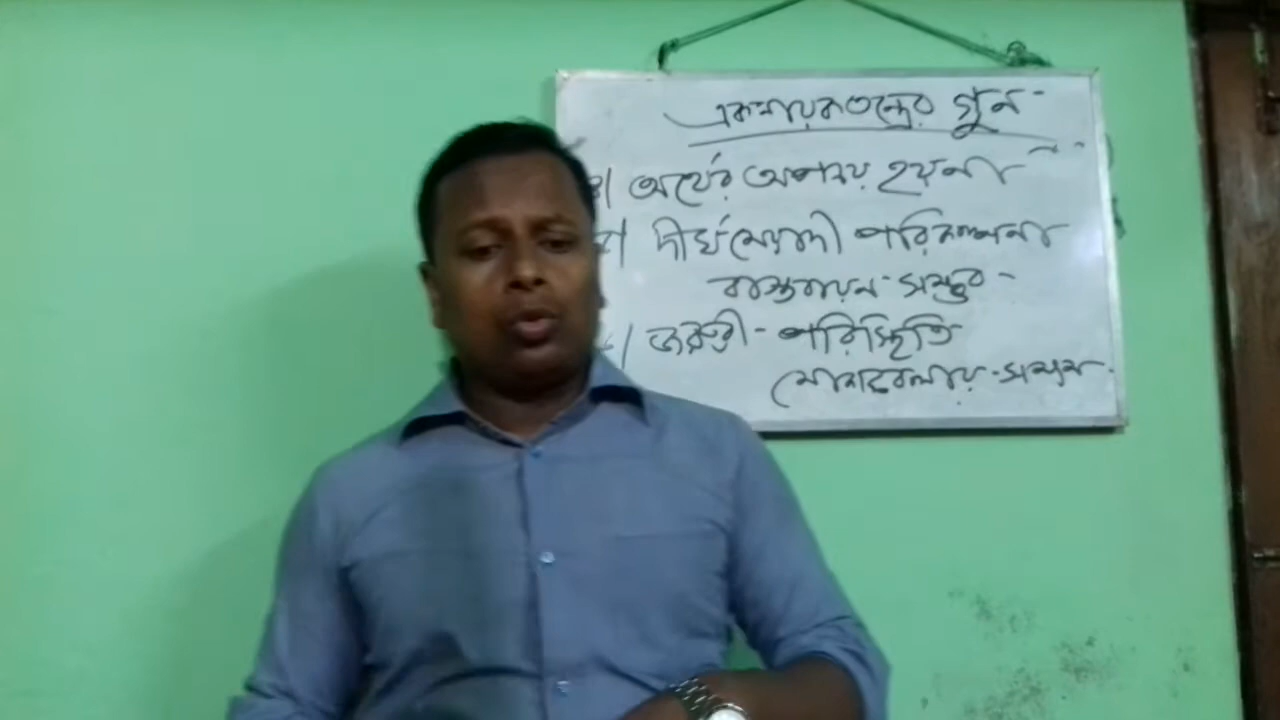 একনায়কতন্ত্রের গুন
অর্থের অপচয় হয়না
দীর্ঘমেয়াদী পরিকল্পনা
বাস্তবায়ন সম্ভব
জরুরী পরিস্থিতি
মোকাবেলায় সক্ষম